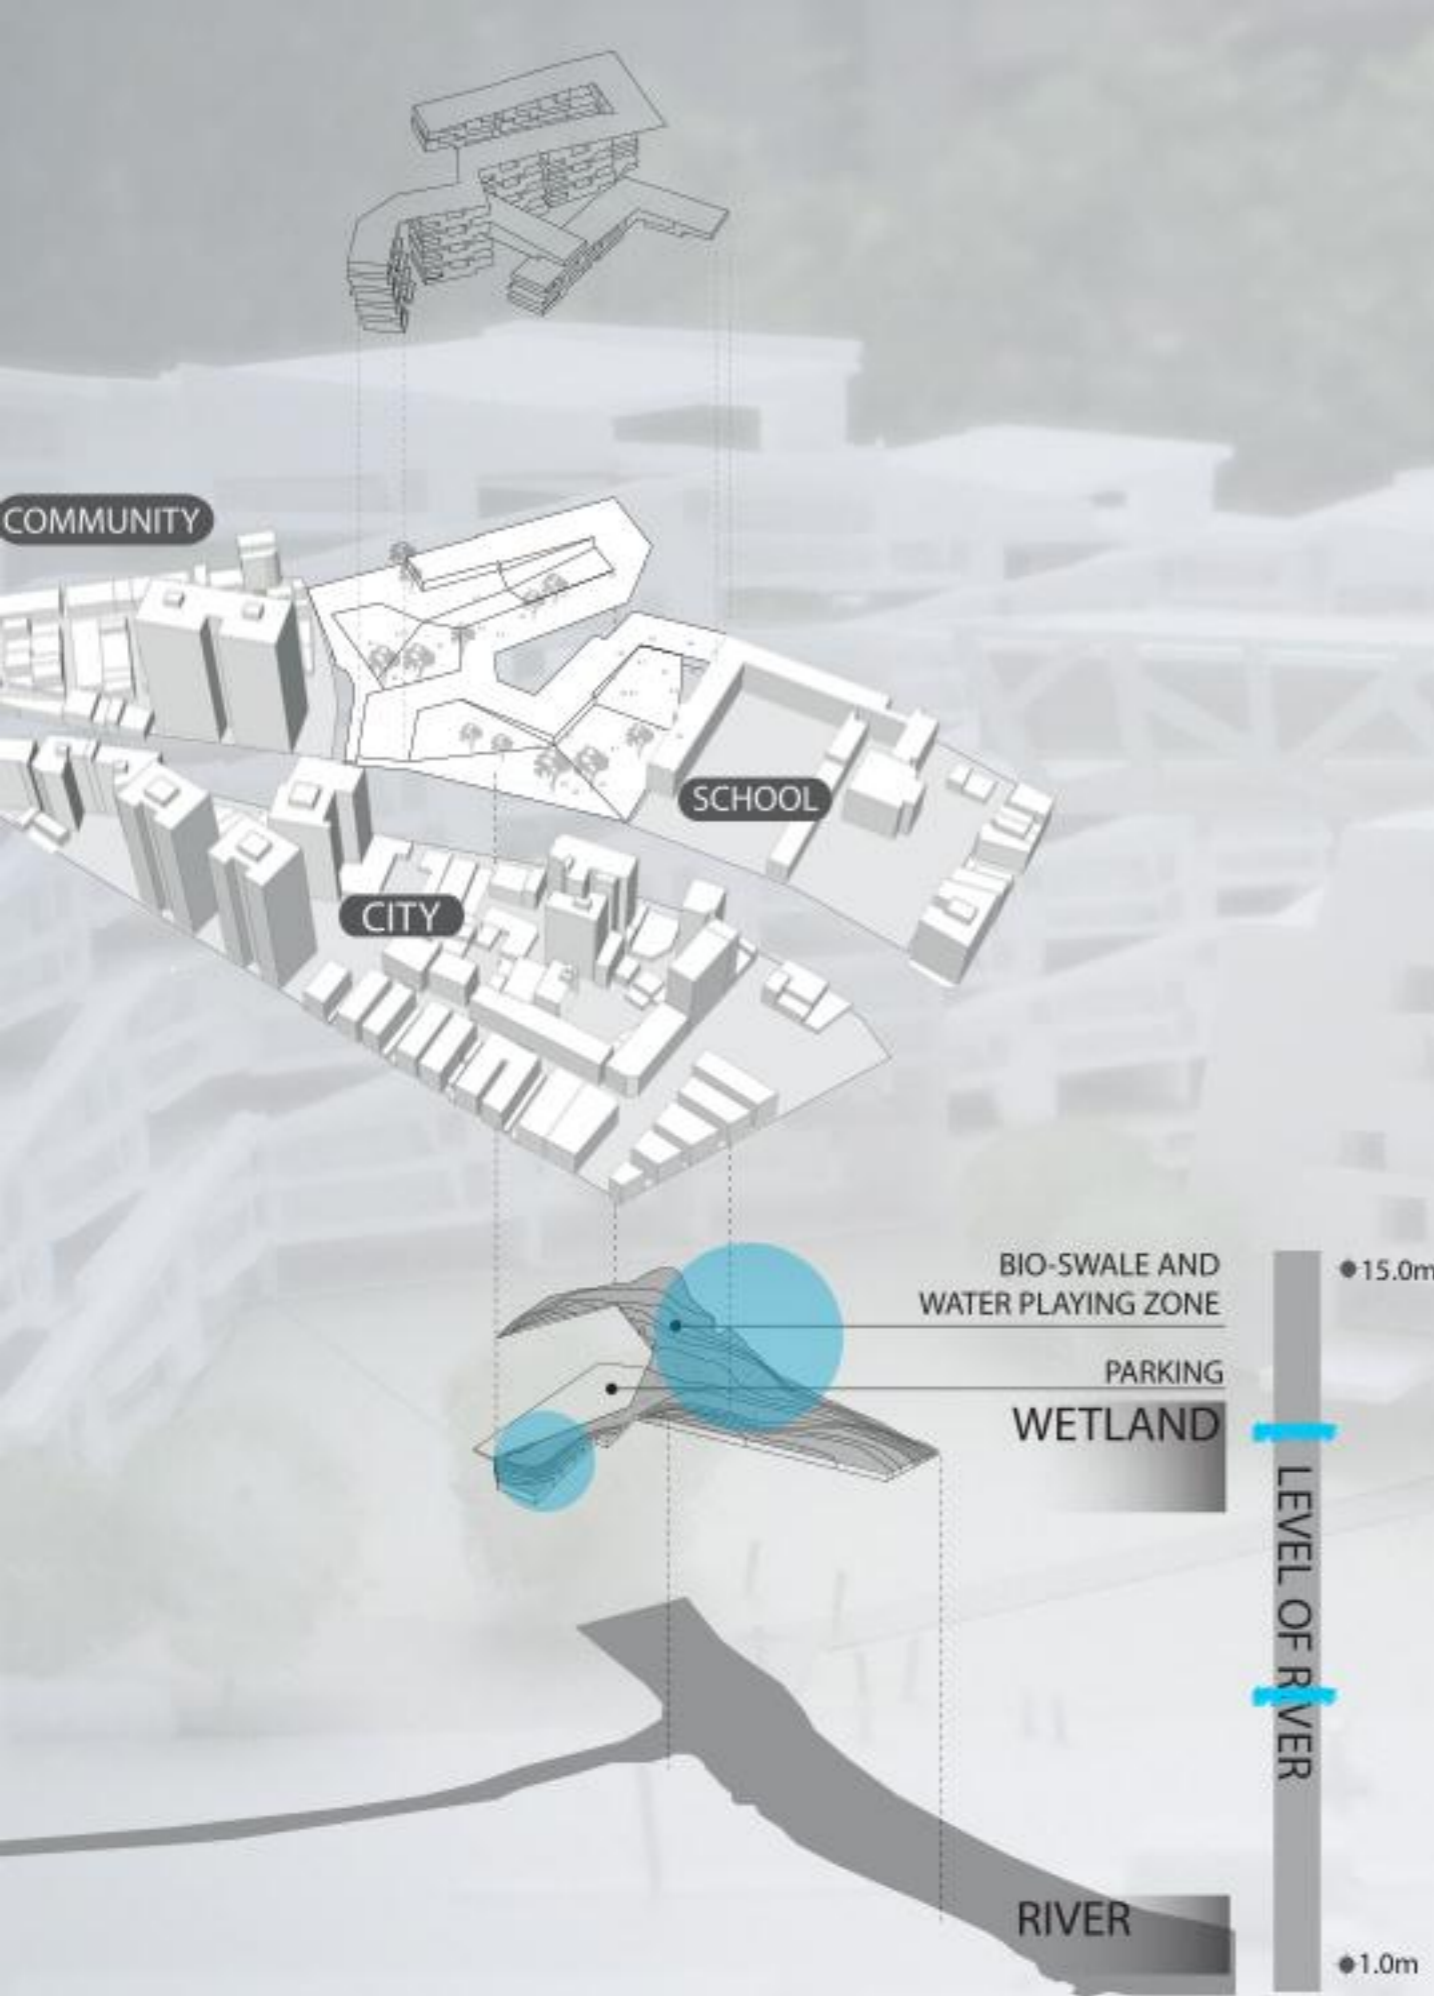 COMMUNITY
SCHOOL
CITY
BIO-SWALE AND
WATER PLAYING ZONE
PARKING
WETLAND
15.0m
LEVEL OF RIVER
RIVER
1.0m